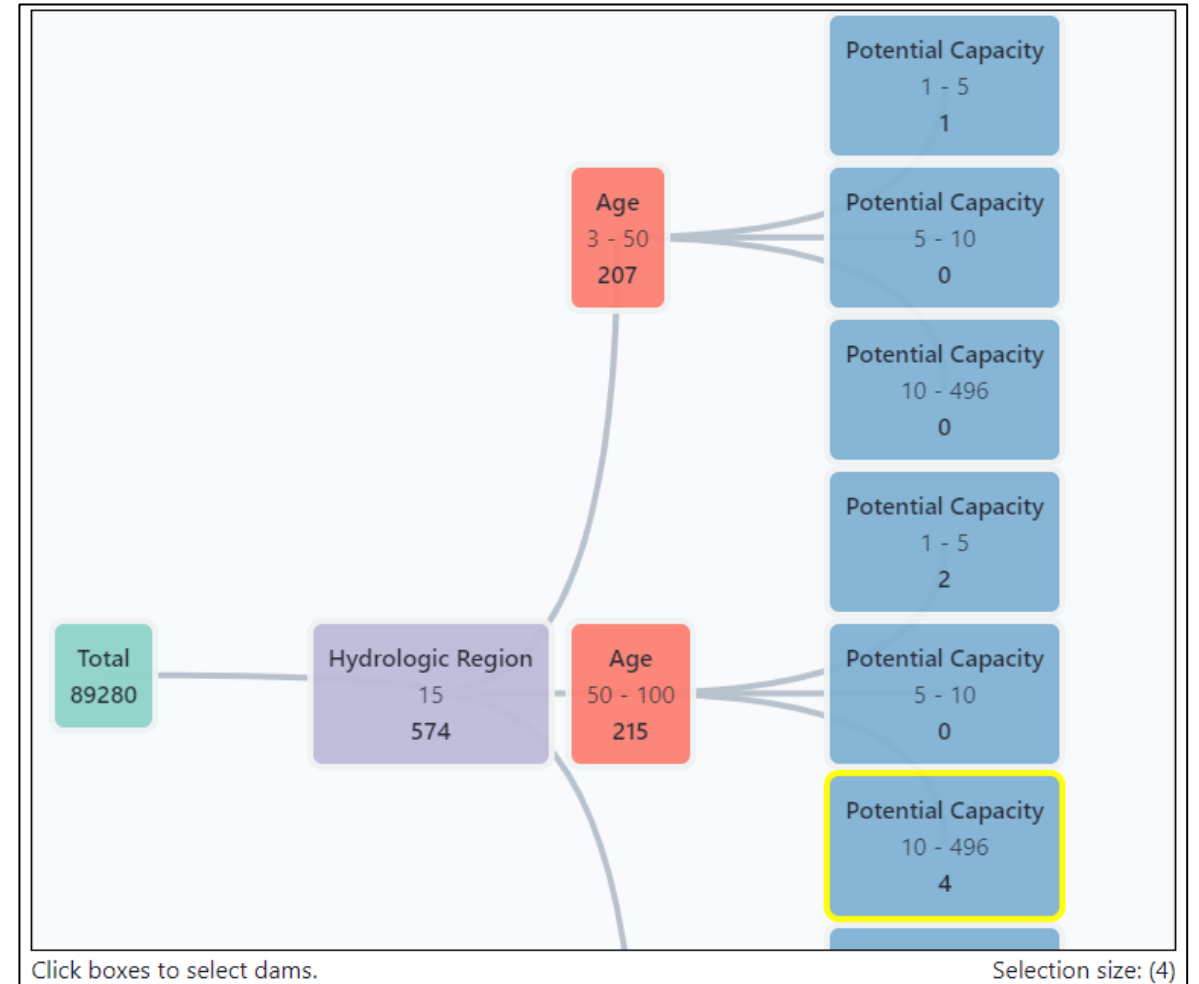 Potential Capacity
1 - 5
1
Age
3 - 50
207
Potential Capacity
5 - 10
0
Potential Capacity
10 - 496
0
Potential Capacity
1 - 5
2
Total
89280
Hydrologic Region
15
574
Age
50 - 100
215
Potential Capacity
5 - 10
0
Potential Capacity
10 - 496
4
Click boxes to select dams.
Selection size: (4)